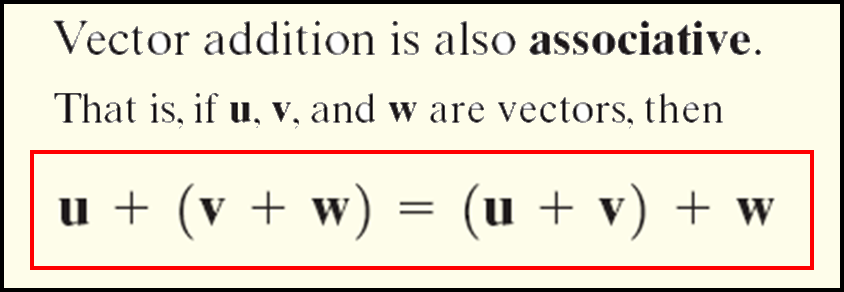 Vector addition is also associative.
That is, if u, v, and w are vectors, then
u + (v + w) = (u + v) + w